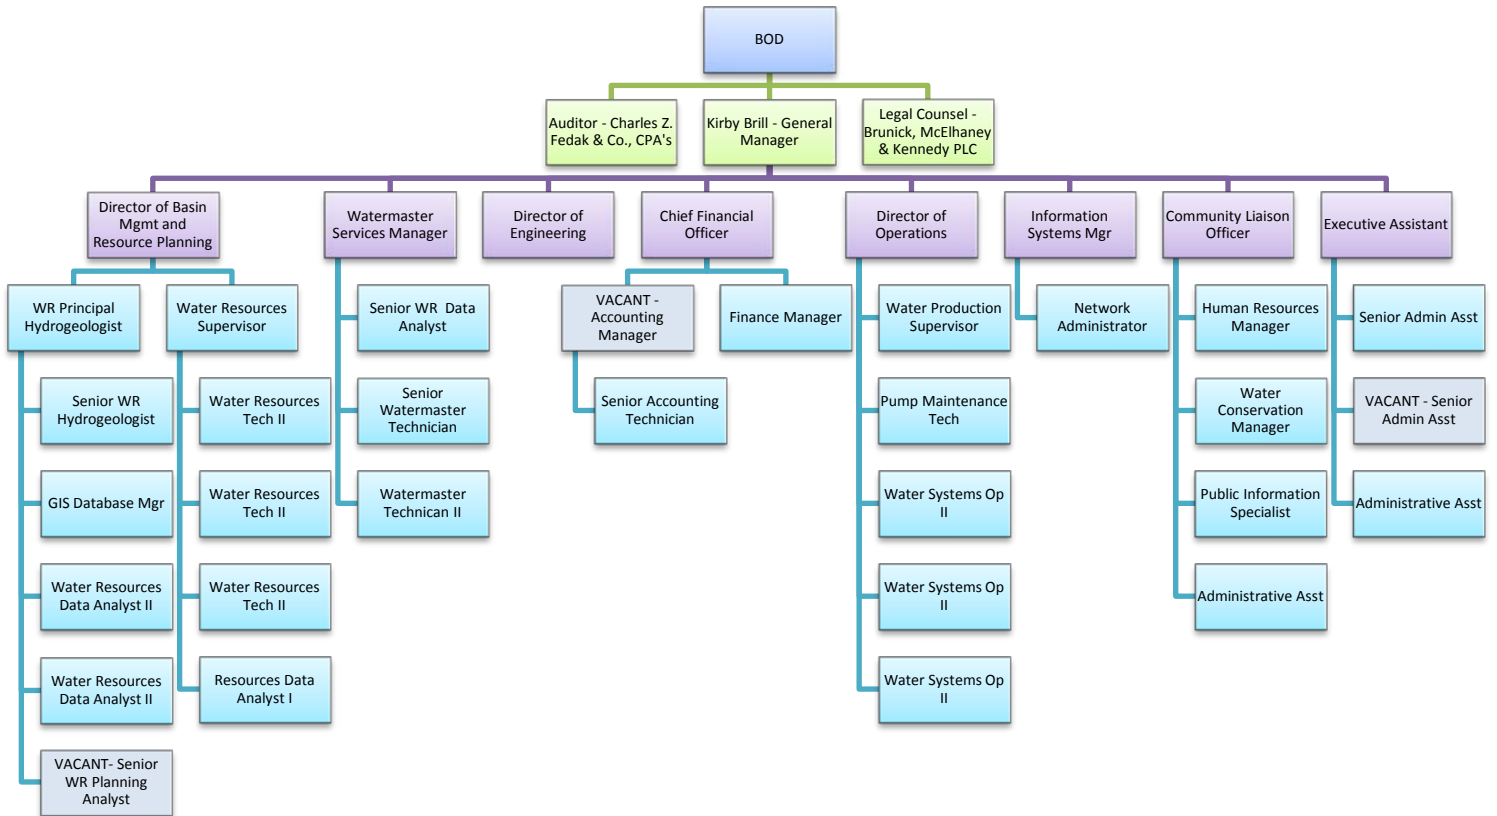 BOD
Auditor - Charles Z.
Fedak & Co., CPA's
Kirby Brill - General
Manager
Legal Counsel -
Brunick, McElhaney
& Kennedy PLC
Director of Basin
Mgmt and
Resource Planning
Watermaster
Services Manager
Director of
Engineering
Chief Financial
Officer
Director of
Operations
Information
Systems Mgr
Community Liaison
Officer
Executive Assistant
WR Principal
Hydrogeologist
Water Resources
Supervisor
Senior WR  Data
Analyst
VACANT -
Accounting
Manager
Finance Manager
Water Production
Supervisor
Network
Administrator
Human Resources
Manager
Senior Admin Asst
Senior WR
Hydrogeologist
Water Resources
Tech II
Senior
Watermaster
Technician
Senior Accounting
Technician
Pump Maintenance
Tech
Water
Conservation
Manager
VACANT - Senior
Admin Asst
GIS Database Mgr
Water Resources
Tech II
Watermaster
Technican II
Water Systems Op
II
Public Information
Specialist
Administrative Asst
Water Resources
Data Analyst II
Water Resources
Tech II
Water Systems Op
II
Administrative Asst
Water Resources
Data Analyst II
Resources Data
Analyst I
Water Systems Op
II
VACANT- Senior
WR Planning
Analyst